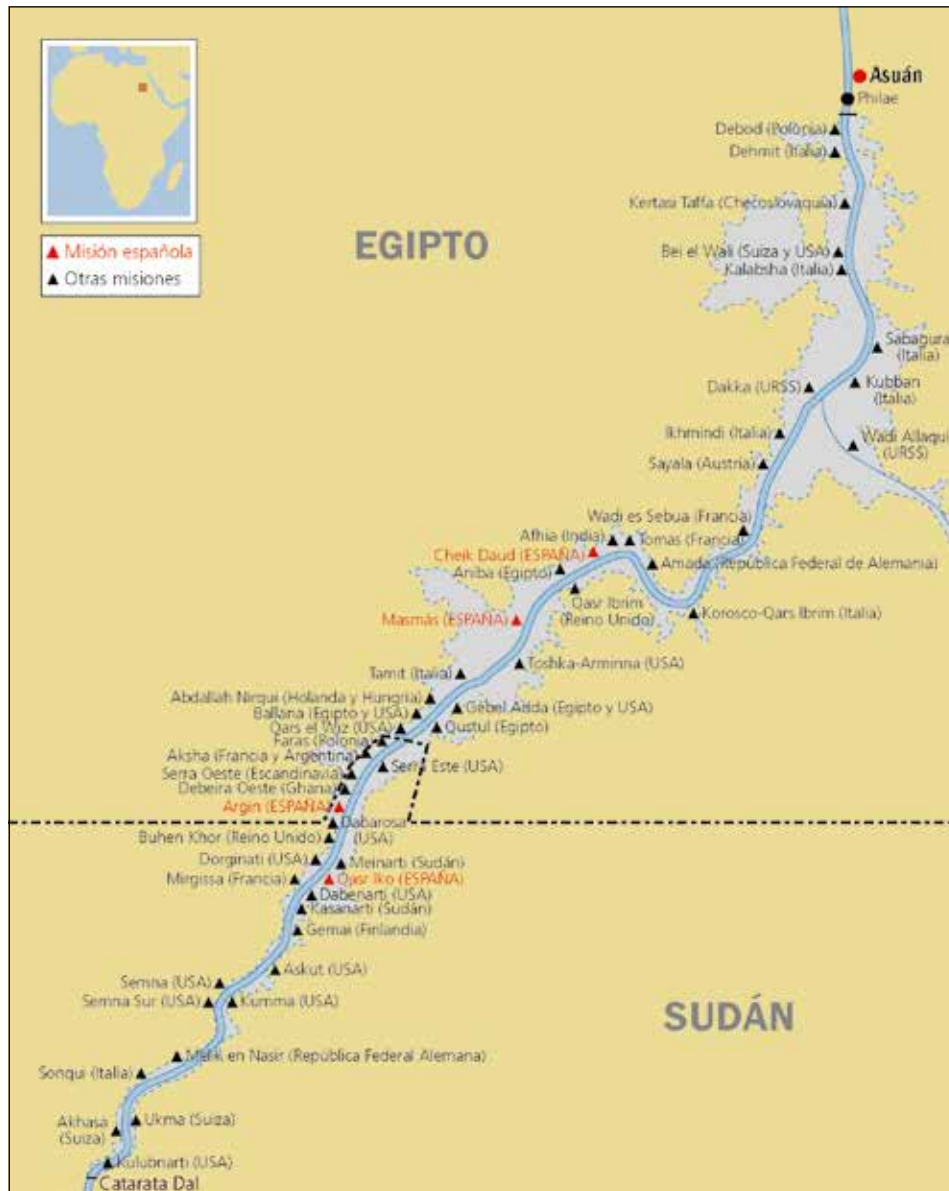 Asuán
Philae
Debod (Polonia)
Dehmit (Italia)
Kertasi Taffa (Checoslovaquia)
EGIPTO
▲ Misión española
▲ Otras misiones
Bei el Wali (Suiza y USA)
Kalabsha (Italia)
Sabagura
(Italia)
Dakka (URSS)
Kubban
(Italia)
Ikhmindi (Italia)
Wadi Allaqui
(URSS)
Sayala (Austria)
Wadi es Sebua (Francia)
Afhia (India)
Tomas (Francia)
Cheik Daud (ESPAÑA)
Aniba (Egipto)
Amada (República Federal de Alemania)
Qasr Ibrim
(Reino Unido)
Korosco-Qars Ibrim (Italia)
Masmás (ESPAÑA)
Toshka-Arminna (USA)
Tamit (Italia)
Abdallah Nirqui (Holanda y Hungria)
Gebel Adda (Egipto y USA)
Ballana (Egipto y USA)
Qars el Wiz (USA)
Qustul (Egipto)
Faras (Polonia)
Aksha (Francia y Argentina)
Serra Este (USA)
Serra Oeste (Escandinavia)
Debeira Oeste (Ghana)
Argin (ESPAÑA)
Dabarosa
(USA)
Buhen Khor (Reino Unido)
Dorginati (USA)
Meinarti (Sudán)
Mirgissa (Francia)
Qasr Iko (ESPAÑA)
Dabenarti (USA)
Kasanarti (Sudán)
Gemai (Finlandia)
Askut (USA)
Semna (USA)
Semna Sur (USA)
Kumma (USA)
SUDÁN
Melik en Nasir (República Federal Alemana)
Sonqui (Italia)
Akhasa
(Suiza)
Ukma (Suiza)
Kulubnarti (USA)
Catarata Dal